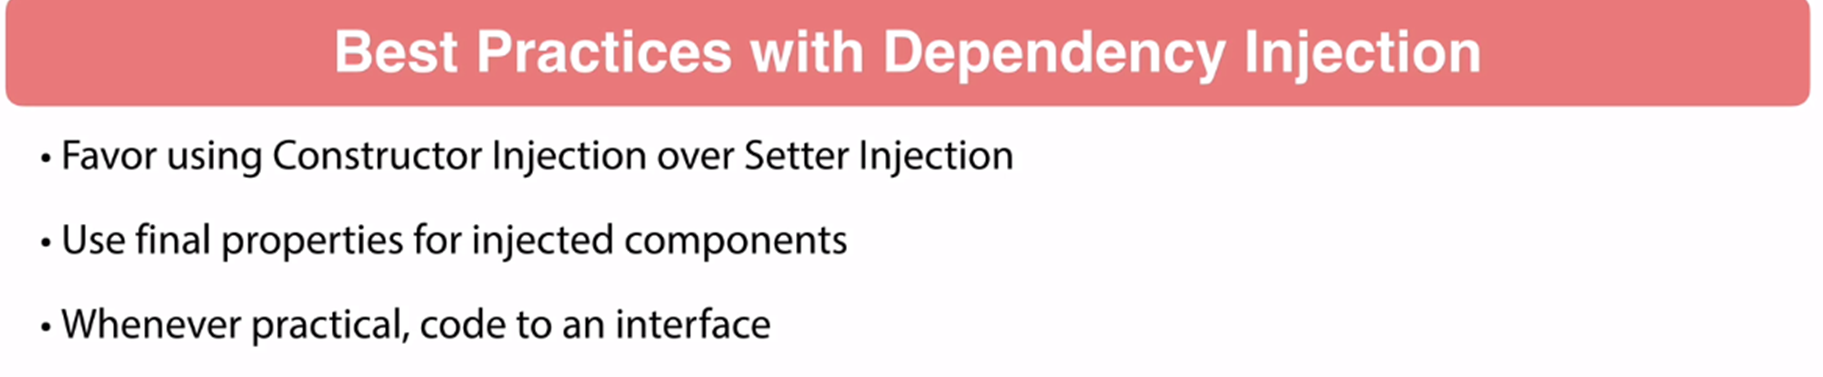 Best Practices with Dependency Injection
• Favor using Constructor Injection over Setter Injection
• Use final properties for injected components
• Whenever practical, code to an interface